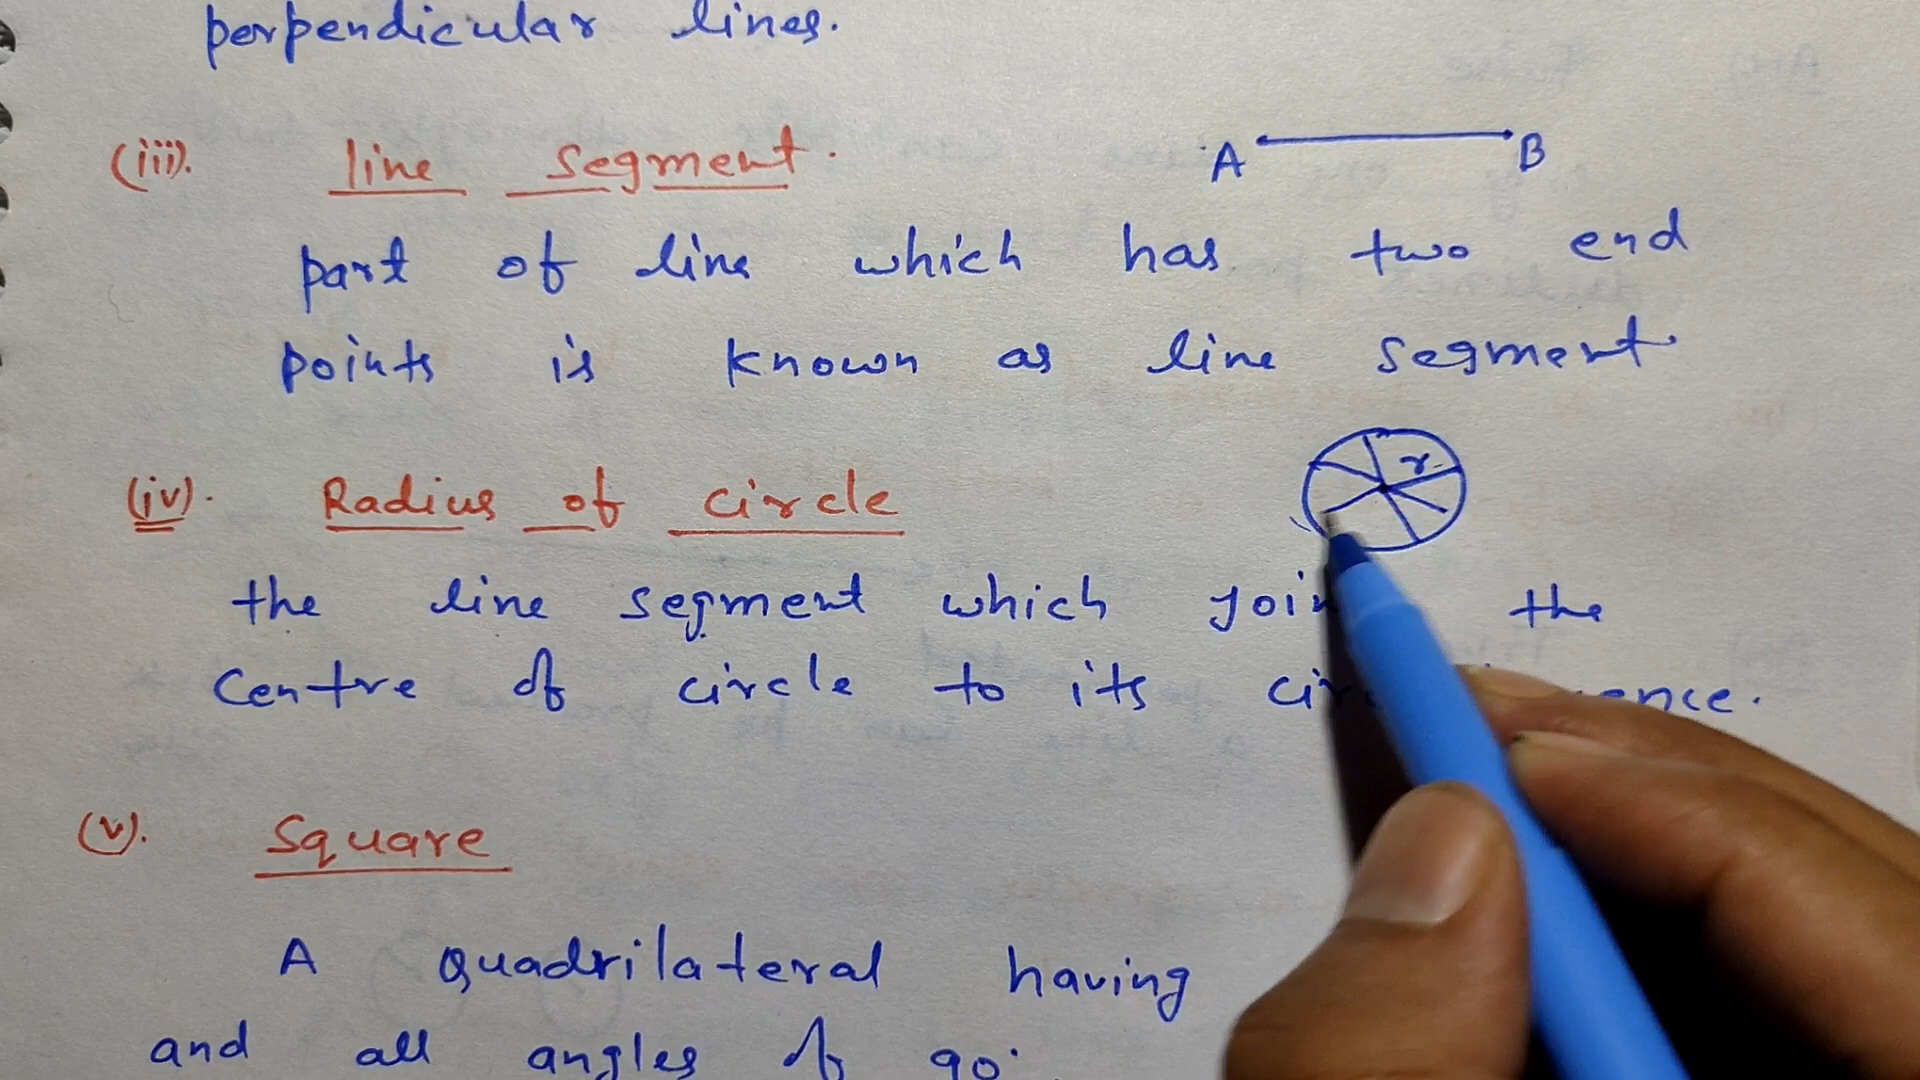 perpendicular lines.
(iii). line segment.
A B
part of line which has two end
points is known as line segment.
r
(iv). Radius of circle
the line segment which the
centre of circle to its
(v). Square
A quadrilateral having
and all angles of 90°